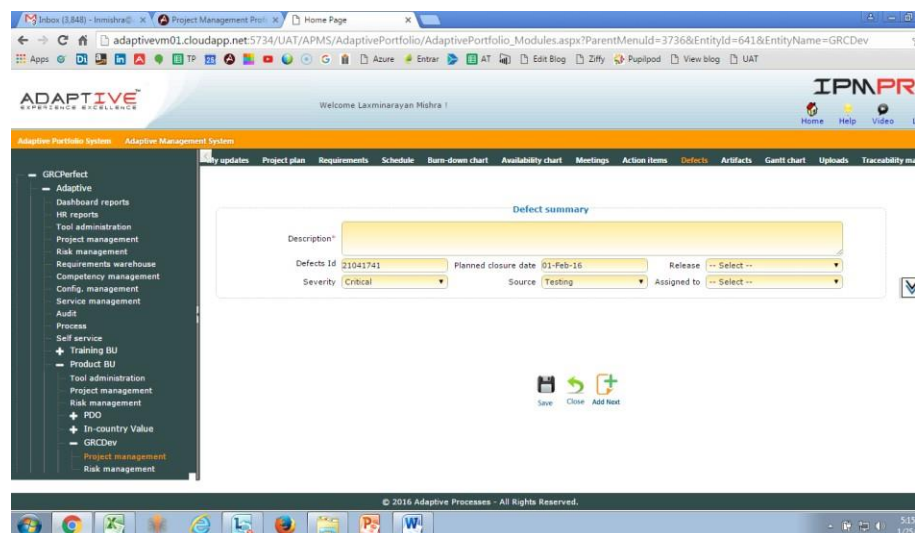 Inbox (3,848) - lnmishra@
Project Management Prof
Home Page
adaptivevm01.cloudapp.net:5734/UAT/APMS/AdaptivePortfolio/AdaptivePortfolio_Modules.aspx?ParentMenuId=3736&EntityId=641&EntityName=GRCDev
Apps TP AT Azure Entrar Edit Blog Ziffy Pupilpod View blog UAT
ADAPTIVE
EXPERIENCE EXCELLENCE
Welcome Laxminarayan Mishra !
IPMPR
Home Help Video
Adaptive Portfolio System Adaptive Management System
My updates Project plan Requirements Schedule Burn-down chart Availability chart Meetings Action items Defects Artifacts Gantt chart Uploads Traceability ma
GRCPerfect
Adaptive
Dashboard reports
HR reports
Tool administration
Project management
Risk management
Requirements warehouse
Competency management
Config. management
Service management
Audit
Process
Self service
Training BU
Product BU
Tool administration
Project management
Risk management
PDO
In-country Value
GRCDev
Project management
Risk management
Defect summary
Description*
Defects Id 21041741 Planned closure date 01-Feb-16 Release -- Select --
Severity Critical Source Testing Assigned to -- Select --
Save Close Add Next
© 2016 Adaptive Processes - All Rights Reserved.